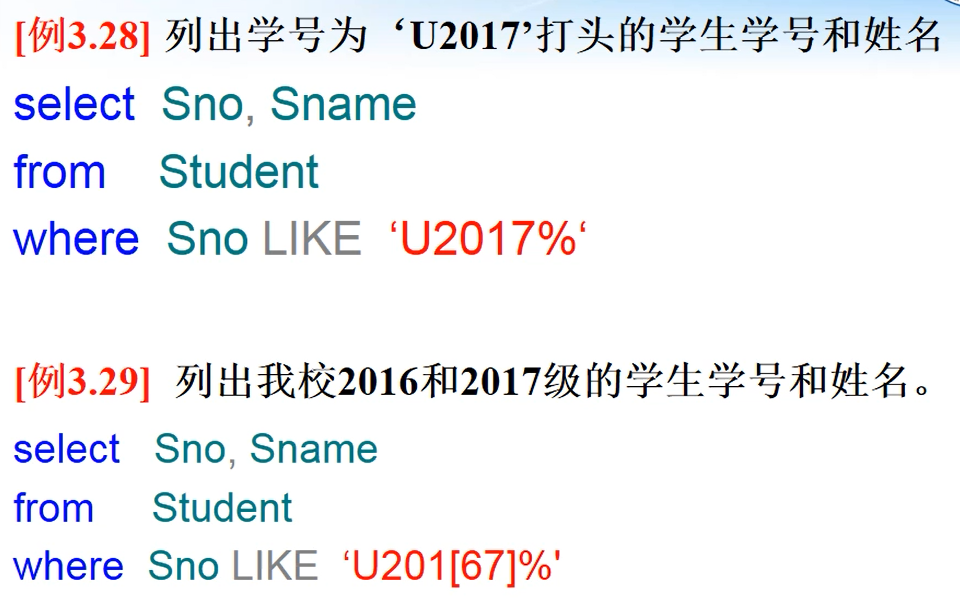 [例3.28] 列出学号为‘U2017’打头的学生学号和姓名
select Sno, Sname
from Student
where Sno LIKE ‘U2017%‘
[例3.29] 列出我校2016和2017级的学生学号和姓名。
select Sno, Sname
from Student
where Sno LIKE ‘U201[67]%'